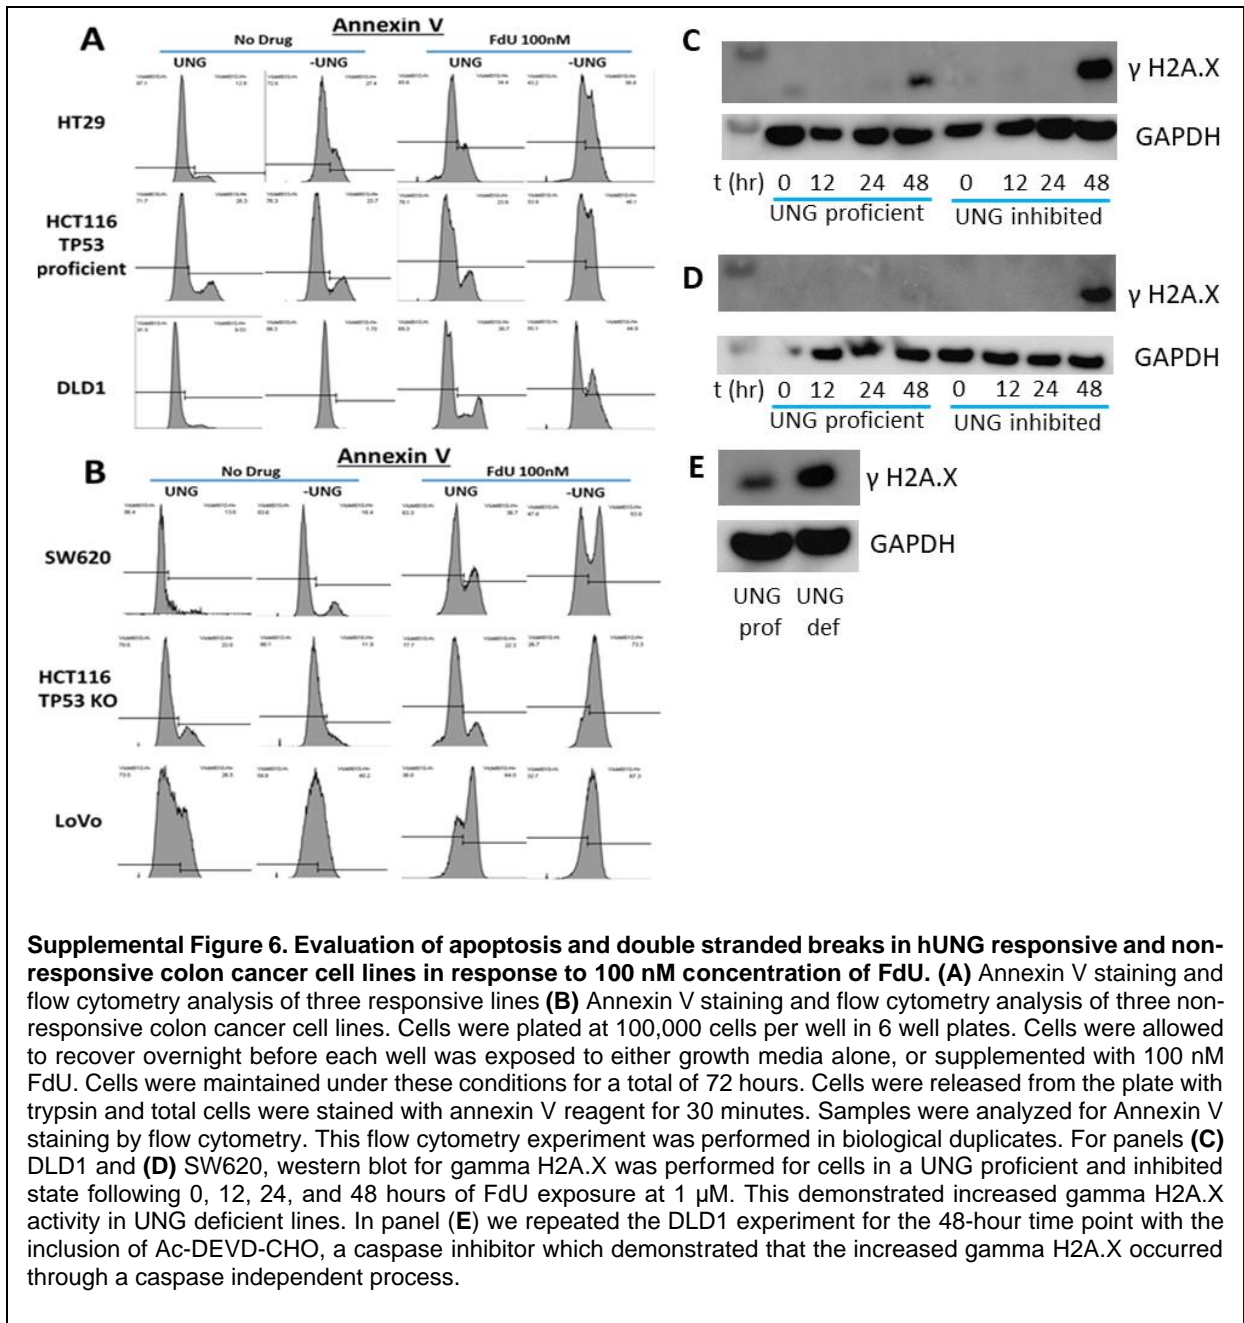 A
Annexin V
No Drug
FdU 100nM
UNG
-UNG
UNG
-UNG
HT29
HCT116
TP53
proficient
DLD1
B
Annexin V
No Drug
FdU 100nM
UNG
-UNG
UNG
-UNG
SW620
HCT116
TP53 KO
LoVo
C
γ H2A.X
GAPDH
t (hr) 0 12 24 48 0 12 24 48
UNG proficient UNG inhibited
D
γ H2A.X
GAPDH
t (hr) 0 12 24 48 0 12 24 48
UNG proficient UNG inhibited
E
γ H2A.X
GAPDH
UNG UNG
prof def
Supplemental Figure 6. Evaluation of apoptosis and double stranded breaks in hUNG responsive and non-
responsive colon cancer cell lines in response to 100 nM concentration of FdU. (A) Annexin V staining and
flow cytometry analysis of three responsive lines (B) Annexin V staining and flow cytometry analysis of three non-
responsive colon cancer cell lines. Cells were plated at 100,000 cells per well in 6 well plates. Cells were allowed
to recover overnight before each well was exposed to either growth media alone, or supplemented with 100 nM
FdU. Cells were maintained under these conditions for a total of 72 hours. Cells were released from the plate with
trypsin and total cells were stained with annexin V reagent for 30 minutes. Samples were analyzed for Annexin V
staining by flow cytometry. This flow cytometry experiment was performed in biological duplicates. For panels (C)
DLD1 and (D) SW620, western blot for gamma H2A.X was performed for cells in a UNG proficient and inhibited
state following 0, 12, 24, and 48 hours of FdU exposure at 1 µM. This demonstrated increased gamma H2A.X
activity in UNG deficient lines. In panel (E) we repeated the DLD1 experiment for the 48-hour time point with the
inclusion of Ac-DEVD-CHO, a caspase inhibitor which demonstrated that the increased gamma H2A.X occurred
through a caspase independent process.